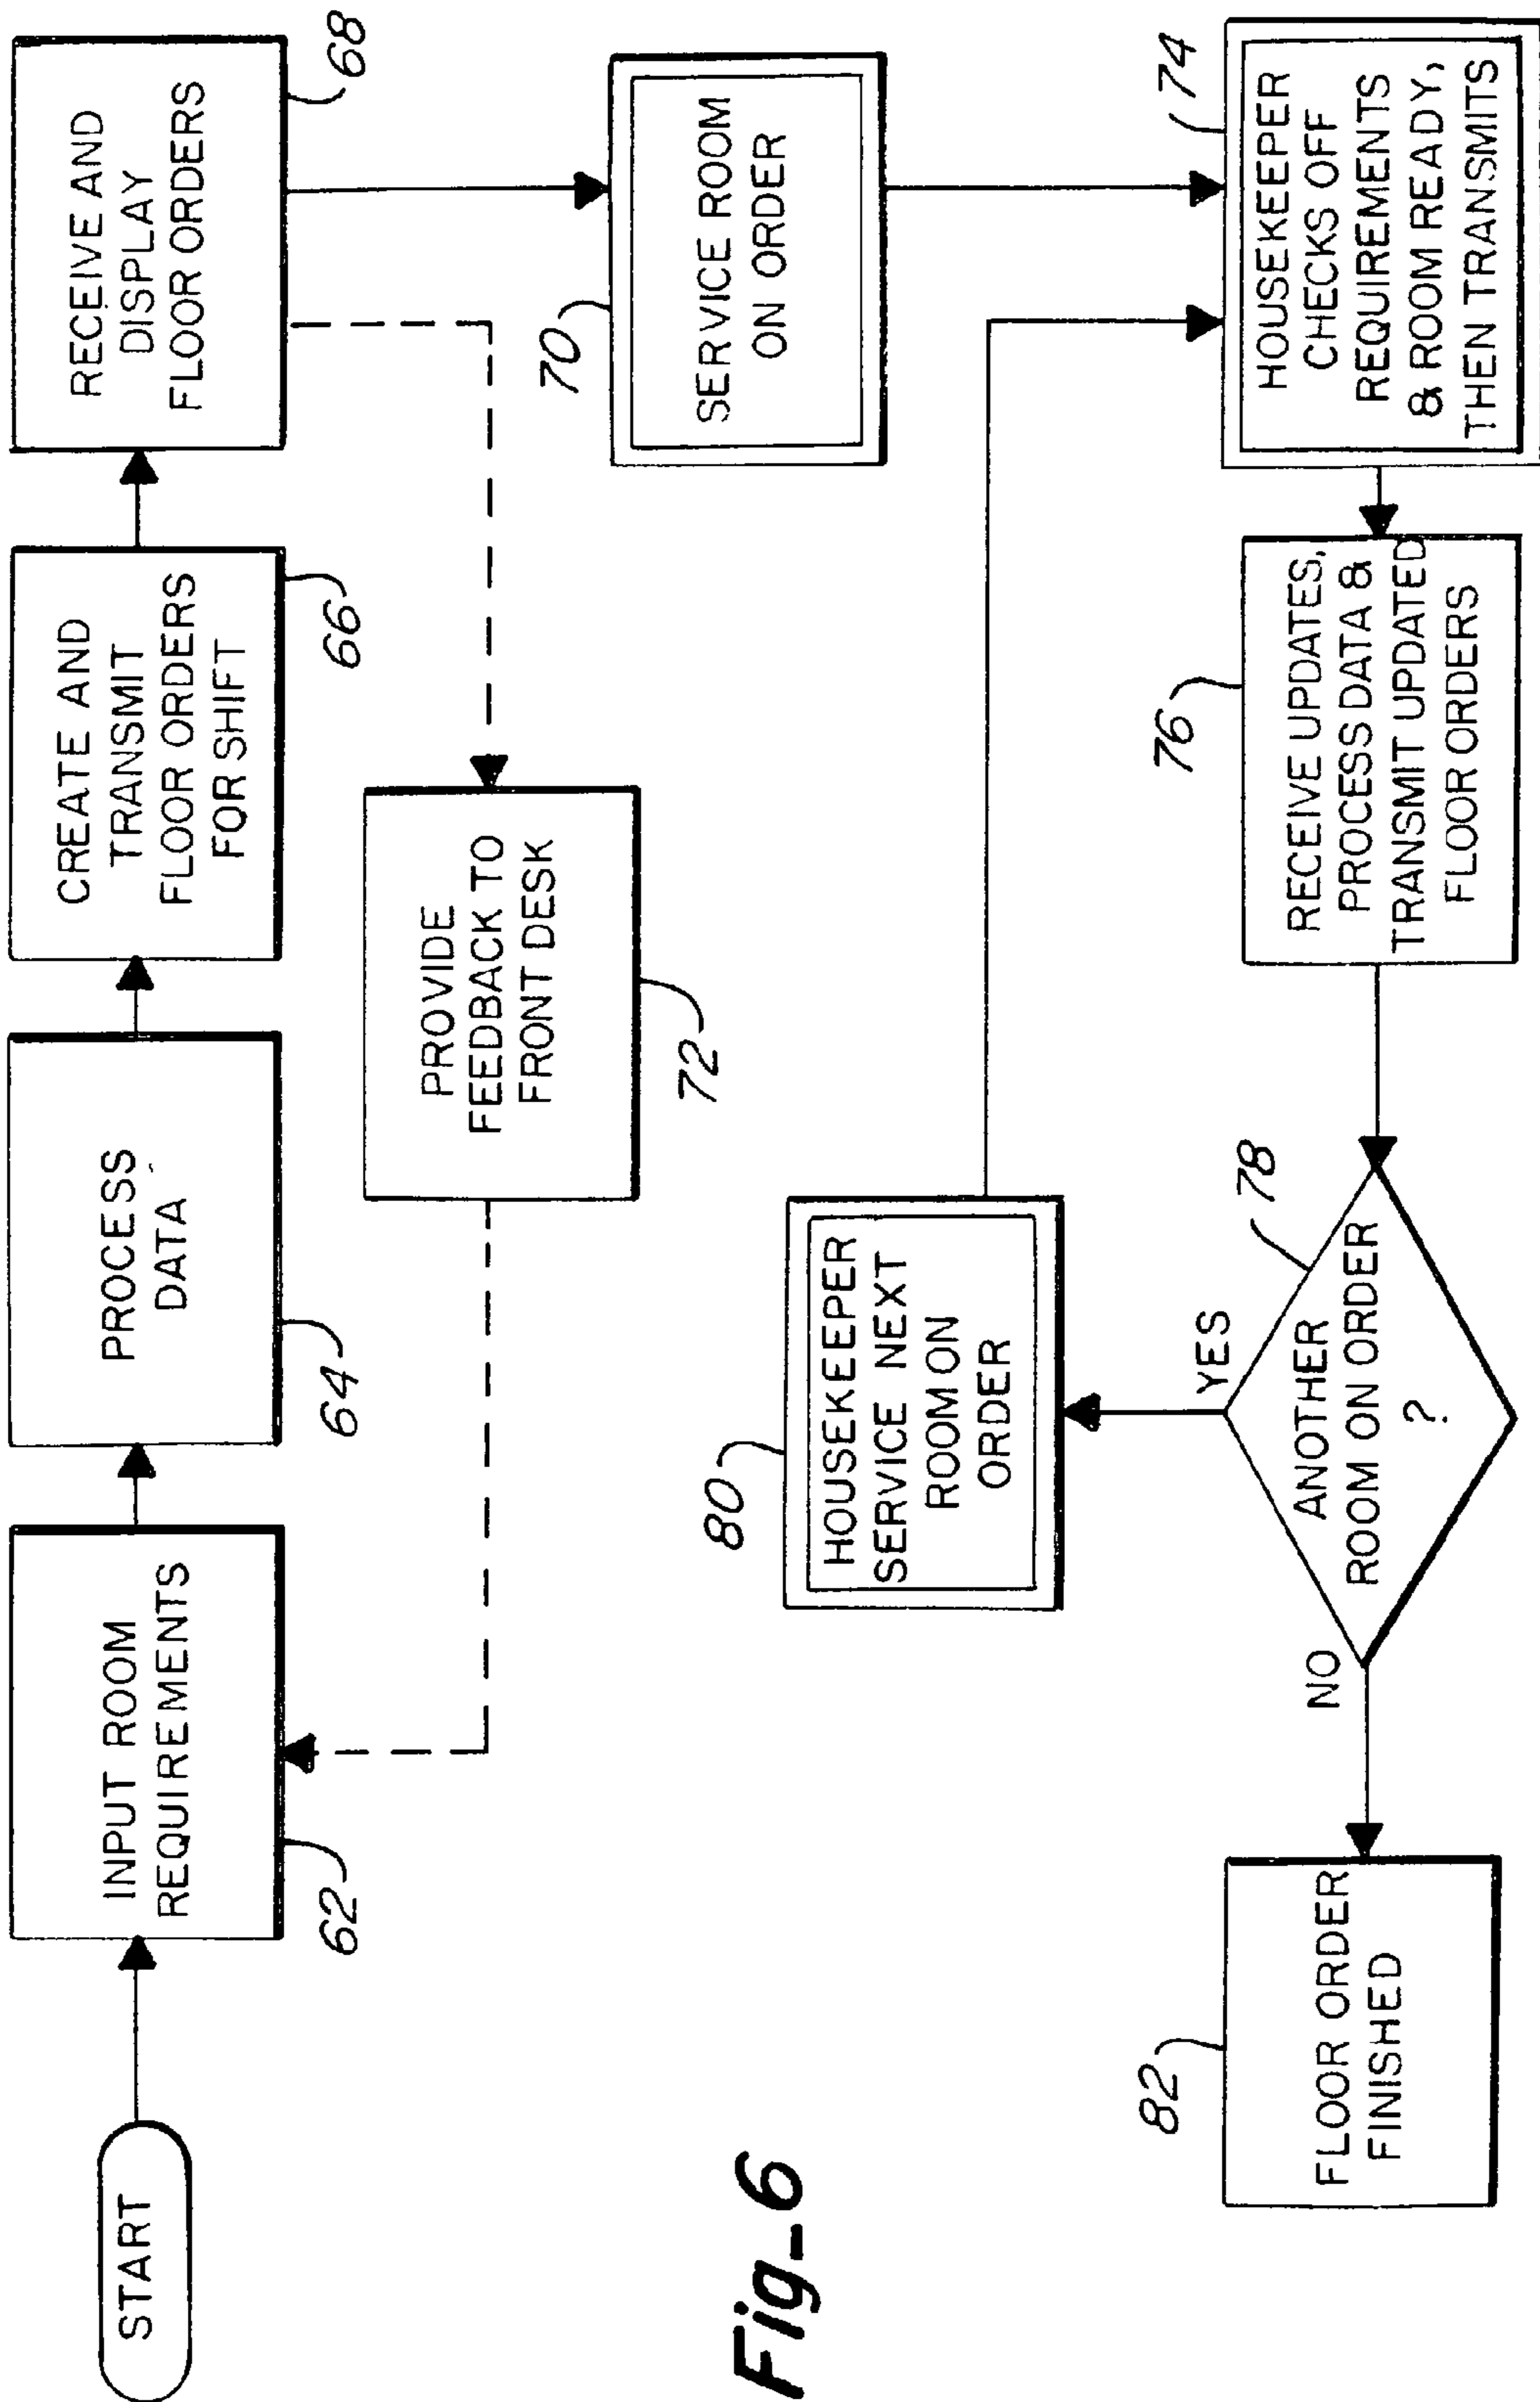 START
INPUT ROOM
REQUIREMENTS
62
PROCESS
DATA
64
CREATE AND
TRANSMIT
FLOOR ORDERS
FOR SHIFT
66
RECEIVE AND
DISPLAY
FLOOR ORDERS
68
PROVIDE
FEEDBACK TO
FRONT DESK
72
70
SERVICE ROOM
ON ORDER
74
HOUSEKEEPER
CHECKS OFF
REQUIREMENTS
& ROOM READY,
THEN TRANSMITS
76
RECEIVE UPDATES,
PROCESS DATA &
TRANSMIT UPDATED
FLOOR ORDERS
78
ANOTHER
ROOM ON ORDER
?
YES
80
HOUSEKEEPER
SERVICE NEXT
ROOM ON
ORDER
NO
82
FLOOR ORDER
FINISHED
Fig-6